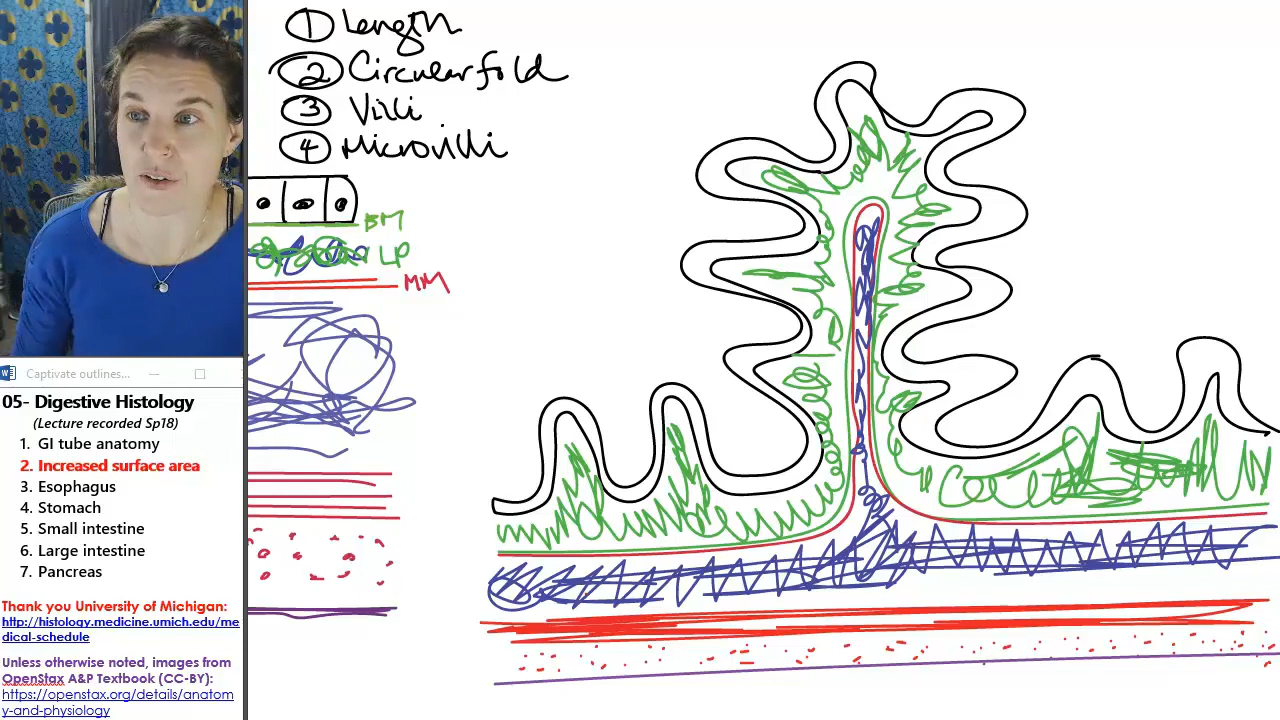 ① Length
② Circular fold
③ Villi
④ Microvilli
BM
LP
MM
Captivate outlines...
05- Digestive Histology
(Lecture recorded Sp18)
1. GI tube anatomy
2. Increased surface area
3. Esophagus
4. Stomach
5. Small intestine
6. Large intestine
7. Pancreas
Thank you University of Michigan:
http://histology.medicine.umich.edu/me
dical-schedule
Unless otherwise noted, images from
OpenStax A&P Textbook (CC-BY):
https://openstax.org/details/anatom
y-and-physiology